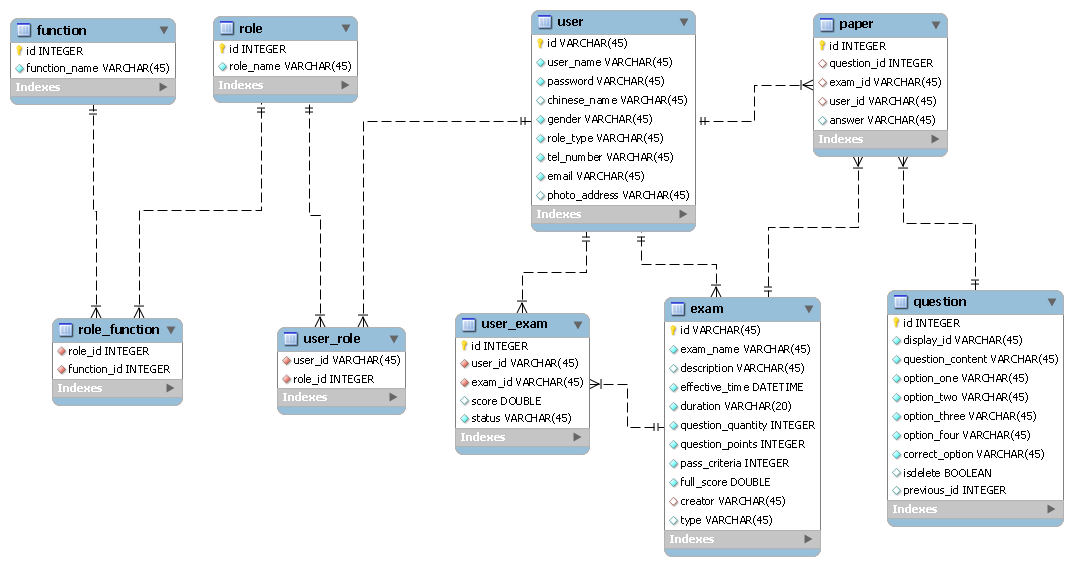 function
id INTEGER
function_name VARCHAR(45)
Indexes
role
id INTEGER
role_name VARCHAR(45)
Indexes
user
id VARCHAR(45)
user_name VARCHAR(45)
password VARCHAR(45)
chinese_name VARCHAR(45)
gender VARCHAR(45)
role_type VARCHAR(45)
tel_number VARCHAR(45)
email VARCHAR(45)
photo_address VARCHAR(45)
Indexes
paper
id INTEGER
question_id INTEGER
exam_id VARCHAR(45)
user_id VARCHAR(45)
answer VARCHAR(45)
Indexes
role_function
role_id INTEGER
function_id INTEGER
Indexes
user_role
user_id VARCHAR(45)
role_id INTEGER
Indexes
user_exam
id INTEGER
user_id VARCHAR(45)
exam_id VARCHAR(45)
score DOUBLE
status VARCHAR(45)
Indexes
exam
id VARCHAR(45)
exam_name VARCHAR(45)
description VARCHAR(45)
effective_time DATETIME
duration VARCHAR(20)
question_quantity INTEGER
question_points INTEGER
pass_criteria INTEGER
full_score DOUBLE
creator VARCHAR(45)
type VARCHAR(45)
Indexes
question
id INTEGER
display_id VARCHAR(45)
question_content VARCHAR(45)
option_one VARCHAR(45)
option_two VARCHAR(45)
option_three VARCHAR(45)
option_four VARCHAR(45)
correct_option VARCHAR(45)
isdelete BOOLEAN
previous_id INTEGER
Indexes